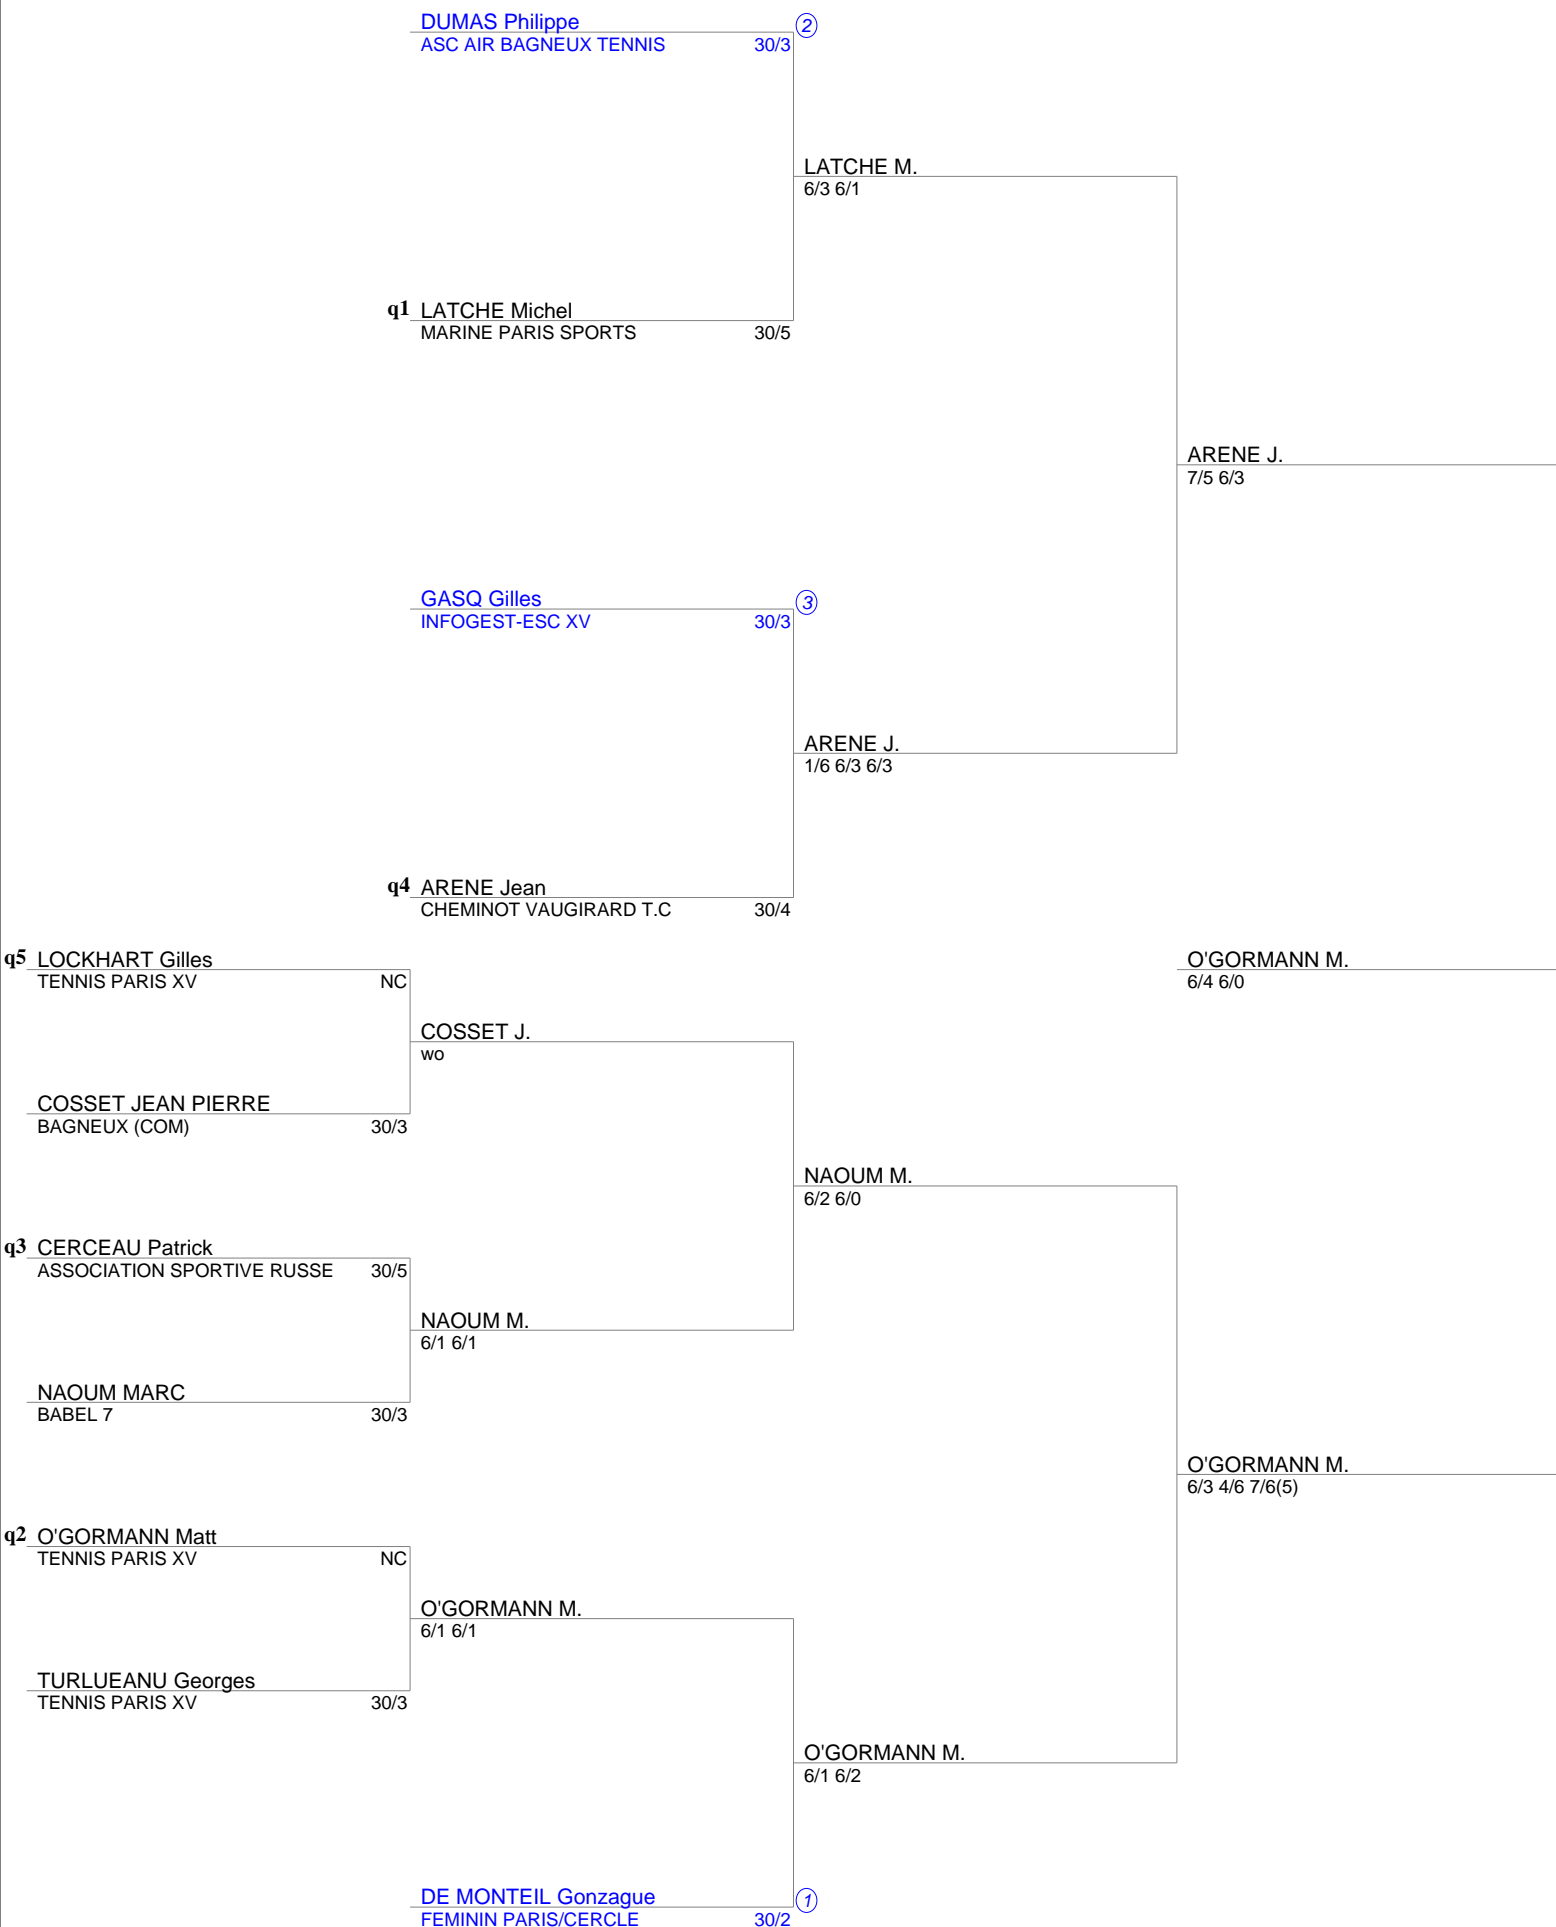 DUMAS Philippe 2
ASC AIR BAGNEUX TENNIS 30/3
LATCHE M.
6/3 6/1
q1 LATCHE Michel
MARINE PARIS SPORTS 30/5
ARENE J.
7/5 6/3
GASQ Gilles 3
INFOGEST-ESC XV 30/3
ARENE J.
1/6 6/3 6/3
q4 ARENE Jean
CHEMINOT VAUGIRARD T.C 30/4
q5 LOCKHART Gilles
TENNIS PARIS XV NC
O'GORMANN M.
6/4 6/0
COSSET J.
wo
COSSET JEAN PIERRE
BAGNEUX (COM) 30/3
NAOUM M.
6/2 6/0
q3 CERCEAU Patrick
ASSOCIATION SPORTIVE RUSSE 30/5
NAOUM M.
6/1 6/1
NAOUM MARC
BABEL 7 30/3
O'GORMANN M.
6/3 4/6 7/6(5)
q2 O'GORMANN Matt
TENNIS PARIS XV NC
O'GORMANN M.
6/1 6/1
TURLUEANU Georges
TENNIS PARIS XV 30/3
O'GORMANN M.
6/1 6/2
DE MONTEIL Gonzague 1
FEMININ PARIS/CERCLE 30/2